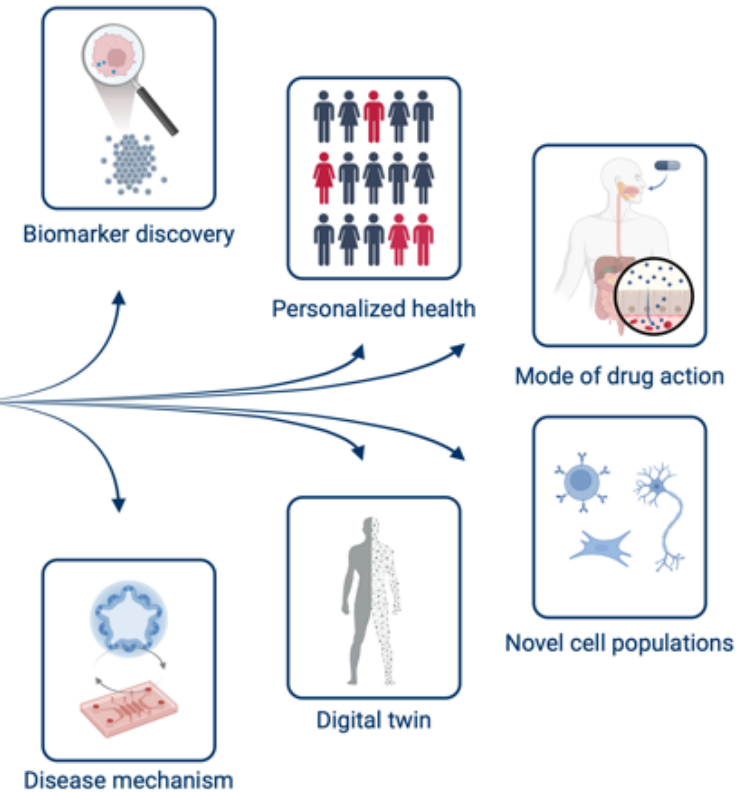 Biomarker discovery
Personalized health
Mode of drug action
Disease mechanism
Digital twin
Novel cell populations